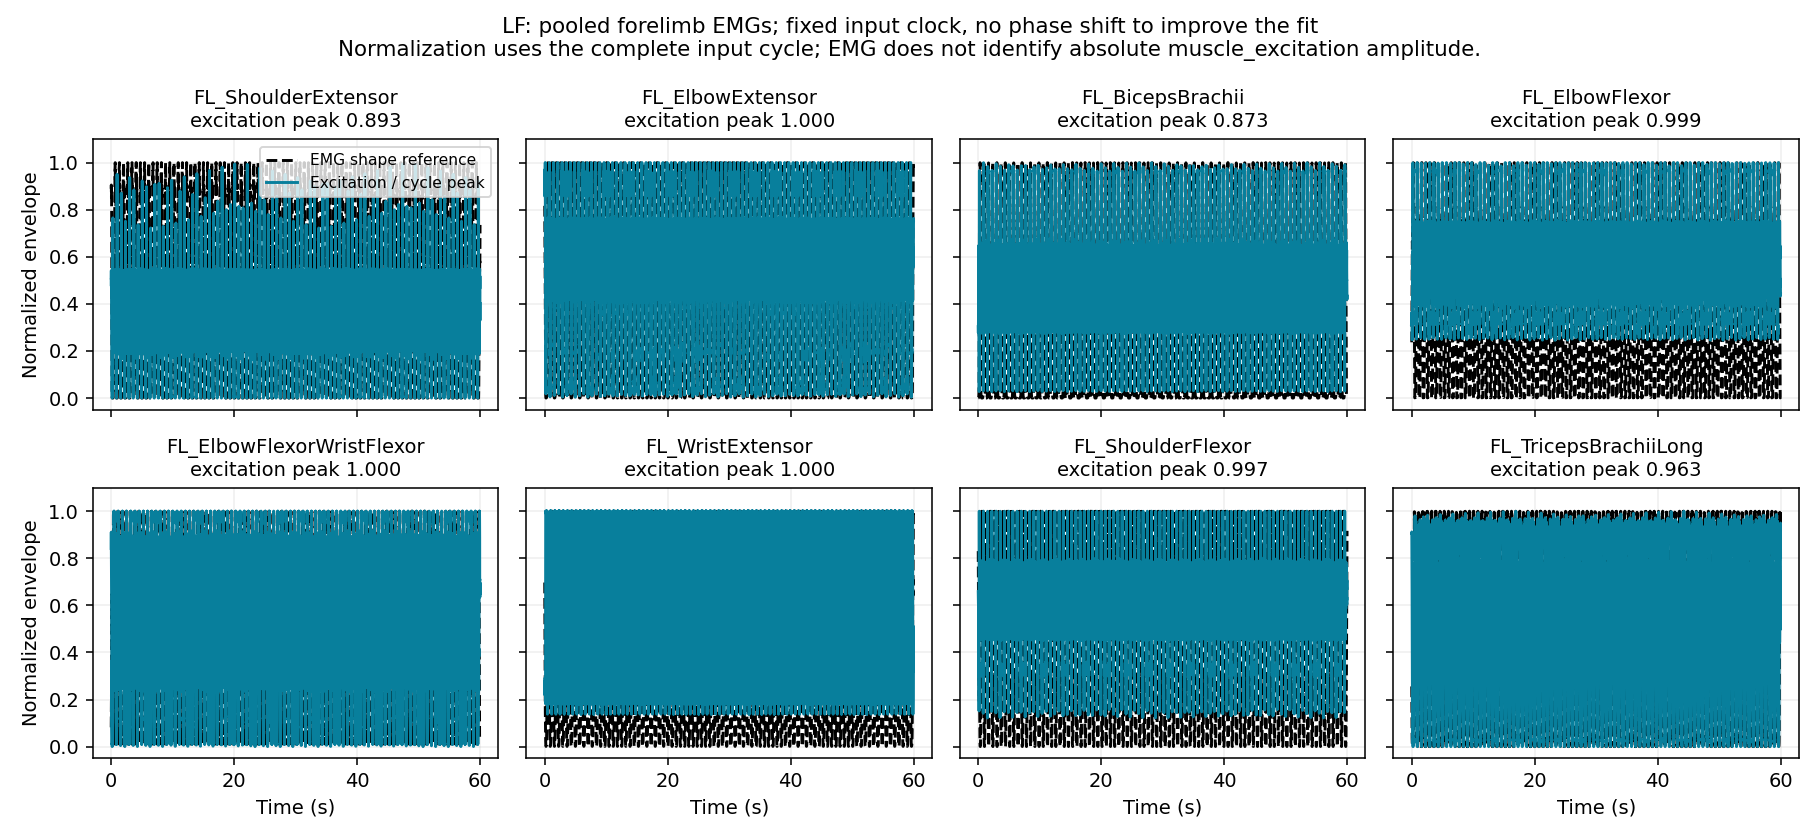 LF: pooled forelimb EMGs; fixed input clock, no phase shift to improve the fit
Normalization uses the complete input cycle; EMG does not identify absolute muscle_excitation amplitude.
FL_ShoulderExtensor
excitation peak 0.893
FL_ElbowExtensor
excitation peak 1.000
FL_BicepsBrachii
excitation peak 0.873
FL_ElbowFlexor
excitation peak 0.999
Normalized envelope
1.0
0.8
0.6
0.4
0.2
0.0
EMG shape reference
Excitation / cycle peak
FL_ElbowFlexorWristFlexor
excitation peak 1.000
FL_WristExtensor
excitation peak 1.000
FL_ShoulderFlexor
excitation peak 0.997
FL_TricepsBrachiiLong
excitation peak 0.963
Normalized envelope
1.0
0.8
0.6
0.4
0.2
0.0
0 20 40 60
0 20 40 60
0 20 40 60
0 20 40 60
Time (s)
Time (s)
Time (s)
Time (s)